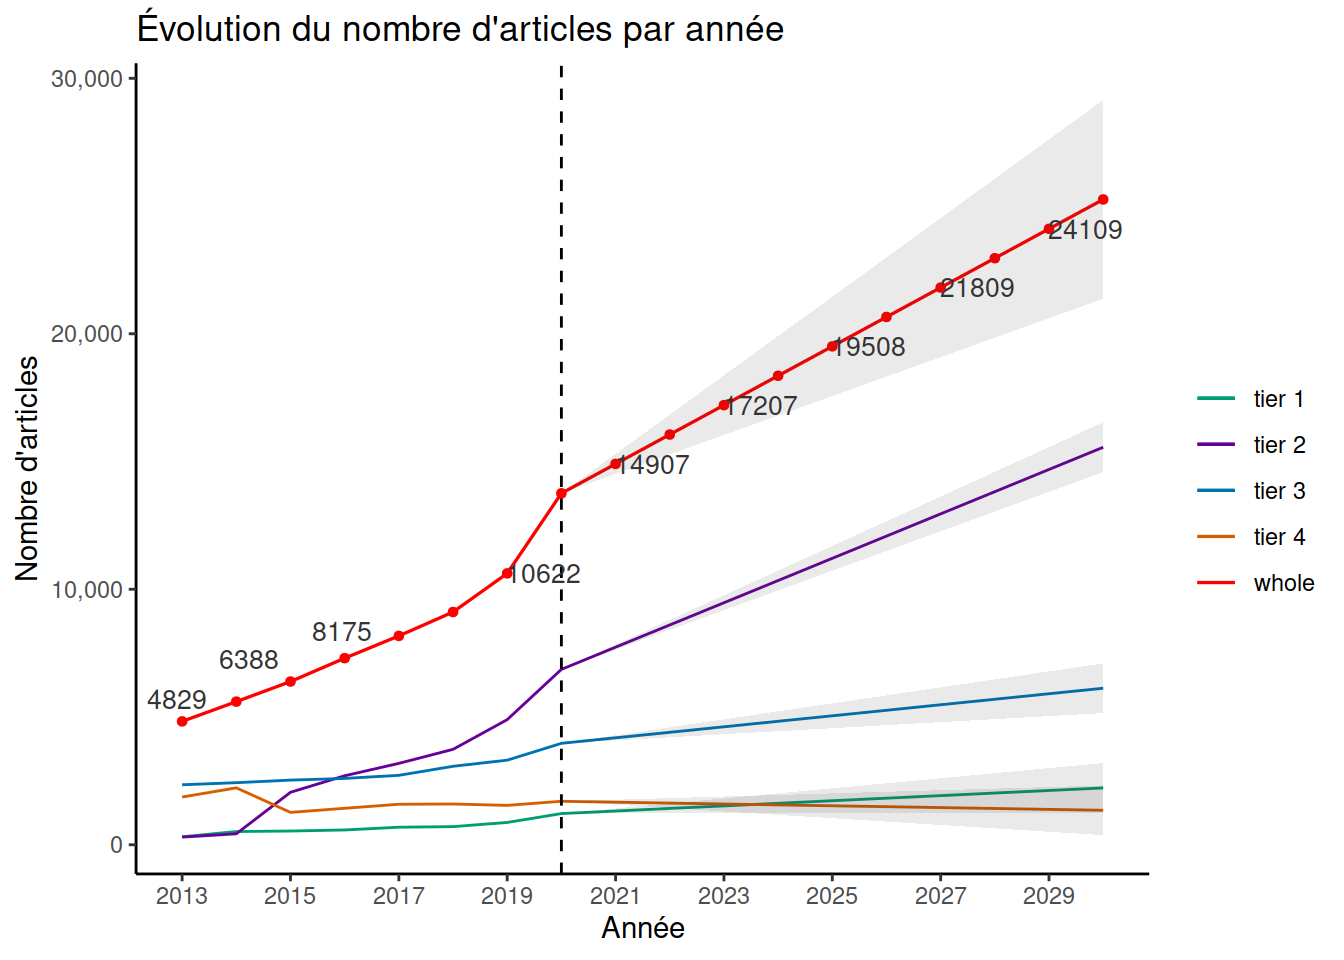 Évolution du nombre d'articles par année
30,000
20,000
10,000
0
Nombre d'articles
4829
6388
8175
10622
14907
17207
19508
21809
24109
2013 2015 2017 2019 2021 2023 2025 2027 2029
Année
tier 1
tier 2
tier 3
tier 4
whole